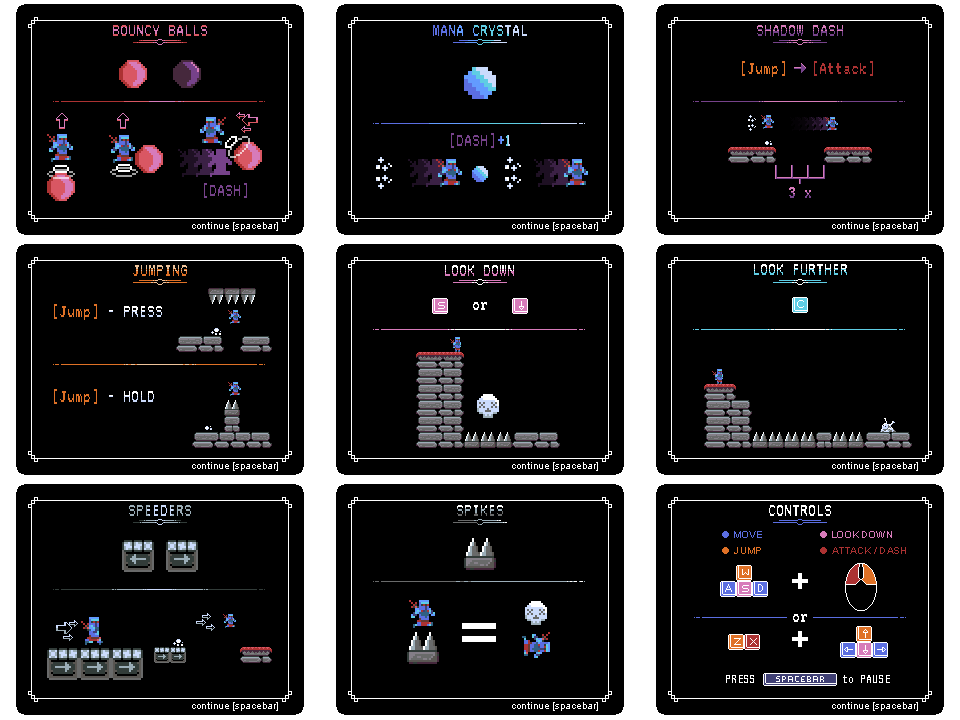 BOUNCY BALLS
[DASH]
continue [spacebar]
MANA CRYSTAL
[DASH]+1
continue [spacebar]
SHADOW DASH
[Jump] → [Attack]
3 x
continue [spacebar]
JUMPING
[Jump] - PRESS
[Jump] - HOLD
continue [spacebar]
LOOK DOWN
S or ↓
continue [spacebar]
LOOK FURTHER
C
continue [spacebar]
SPEEDERS
continue [spacebar]
SPIKES
=
continue [spacebar]
CONTROLS
MOVE LOOK DOWN
JUMP ATTACK / DASH
W
A S D +
or
Z X + ↑
← ↓ →
PRESS SPACEBAR to PAUSE
continue [spacebar]